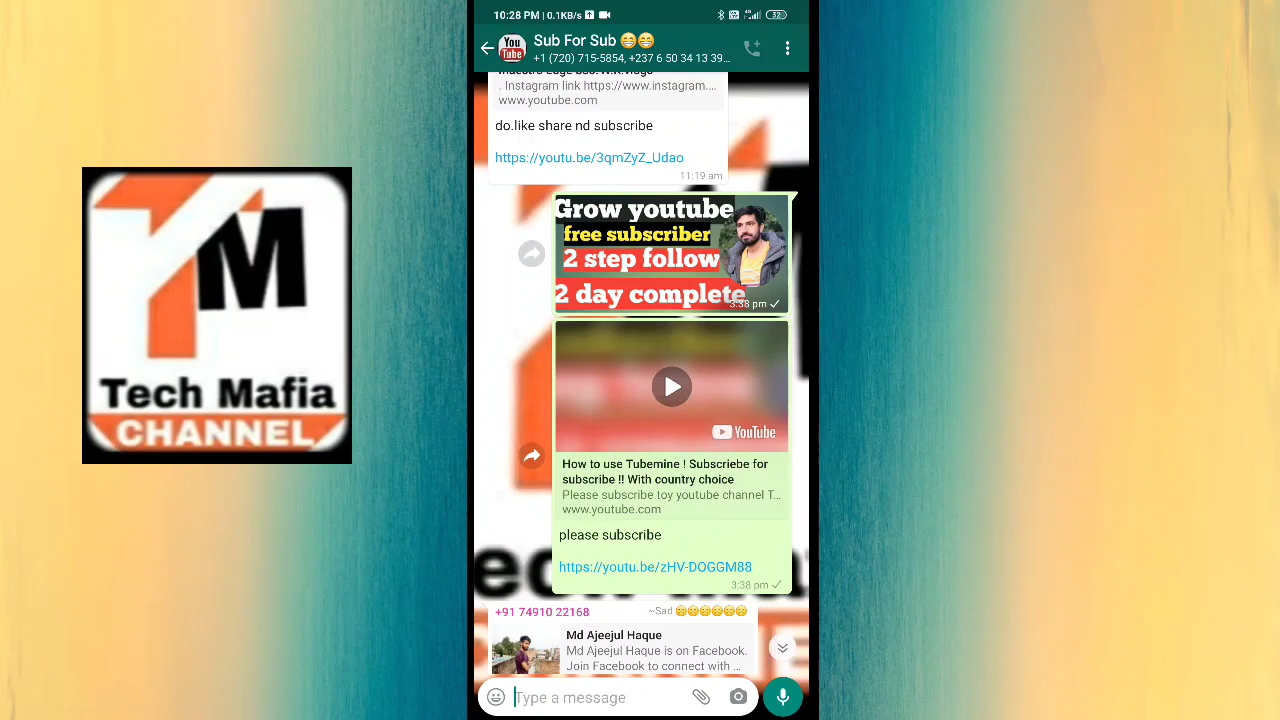 10:28 PM | 0.1KB/s
4G
32
You
Tube
Sub For Sub 😁😁
+1 (720) 715-5854, +237 6 50 34 13 39...
. Instagram link https://www.instagram....
www.youtube.com
do.like share nd subscribe
https://youtu.be/3qmZyZ_Udao
11:19 am
Grow youtube
free subscriber
2 step follow
2 day complete
3:38 pm
YouTube
How to use Tubemine ! Subscriebe for
subscribe !! With country choice
Please subscribe toy youtube channel T...
www.youtube.com
please subscribe
https://youtu.be/zHV-DOGGM88
3:38 pm
+91 74910 22168
~Sad 😞😞😞😞😞😞
Md Ajeejul Haque
Md Ajeejul Haque is on Facebook.
Join Facebook to connect with ...
Type a message
TM
Tech Mafia
CHANNEL